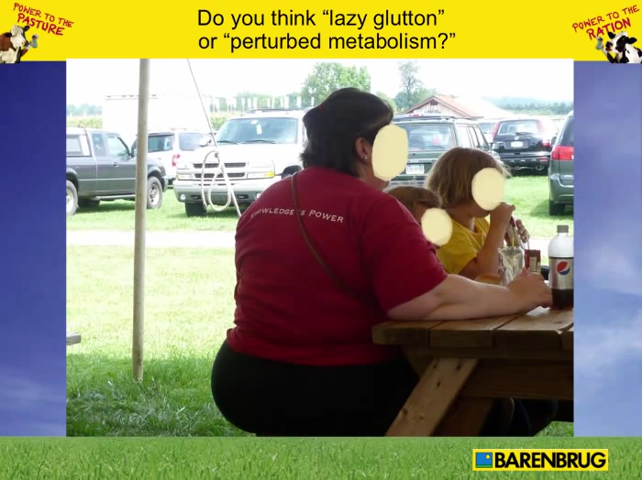 POWER TO THE
PASTURE
Do you think “lazy glutton”
or “perturbed metabolism?”
POWER TO THE
RATION
KNOWLEDGE IS POWER
BARENBRUG